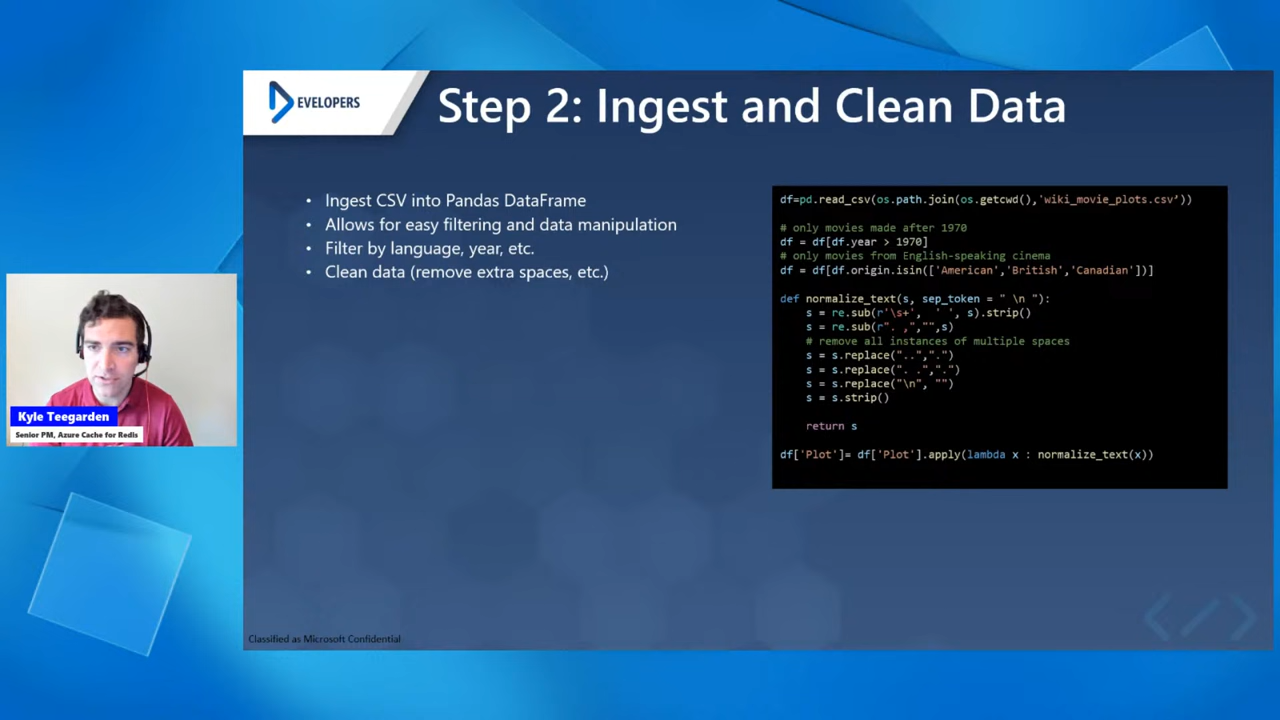 EVELOPERS
Step 2: Ingest and Clean Data
• Ingest CSV into Pandas DataFrame
• Allows for easy filtering and data manipulation
• Filter by language, year, etc.
• Clean data (remove extra spaces, etc.)
df=pd.read_csv(os.path.join(os.getcwd(),'wiki_movie_plots.csv'))
# only movies made after 1970
df = df[df.year > 1970]
# only movies from English-speaking cinema
df = df[df.origin.isin(['American','British','Canadian'])]
def normalize_text(s, sep_token = " \n "):
s = re.sub(r'\s+', ' ', s).strip()
s = re.sub(r". ,","",s)
# remove all instances of multiple spaces
s = s.replace("..",".")
s = s.replace(". .",".")
s = s.replace("\n", "")
s = s.strip()
return s
df['Plot']= df['Plot'].apply(lambda x : normalize_text(x))
Kyle Teegarden
Senior PM, Azure Cache for Redis
Classified as Microsoft Confidential